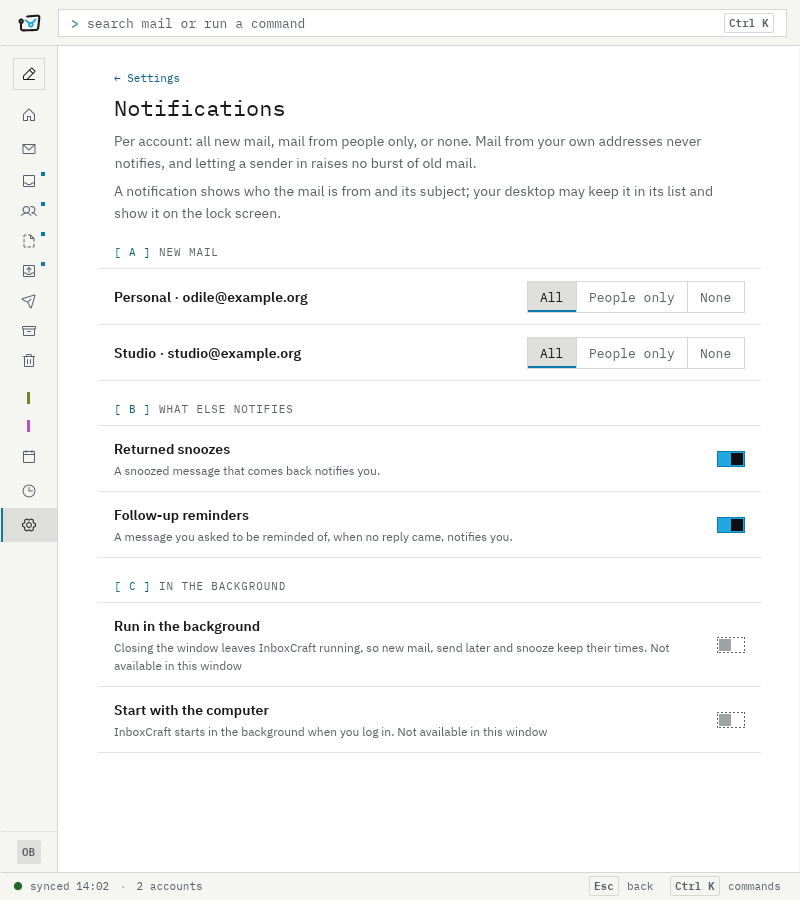 > search mail or run a command
Ctrl K
← Settings
Notifications
Per account: all new mail, mail from people only, or none. Mail from your own addresses never
notifies, and letting a sender in raises no burst of old mail.
A notification shows who the mail is from and its subject; your desktop may keep it in its list and
show it on the lock screen.
[ A ] NEW MAIL
Personal · odile@example.org
All People only None
Studio · studio@example.org
All People only None
[ B ] WHAT ELSE NOTIFIES
Returned snoozes
A snoozed message that comes back notifies you.
Follow-up reminders
A message you asked to be reminded of, when no reply came, notifies you.
[ C ] IN THE BACKGROUND
Run in the background
Closing the window leaves InboxCraft running, so new mail, send later and snooze keep their times. Not
available in this window
Start with the computer
InboxCraft starts in the background when you log in. Not available in this window
OB
synced 14:02 · 2 accounts
Esc back Ctrl K commands